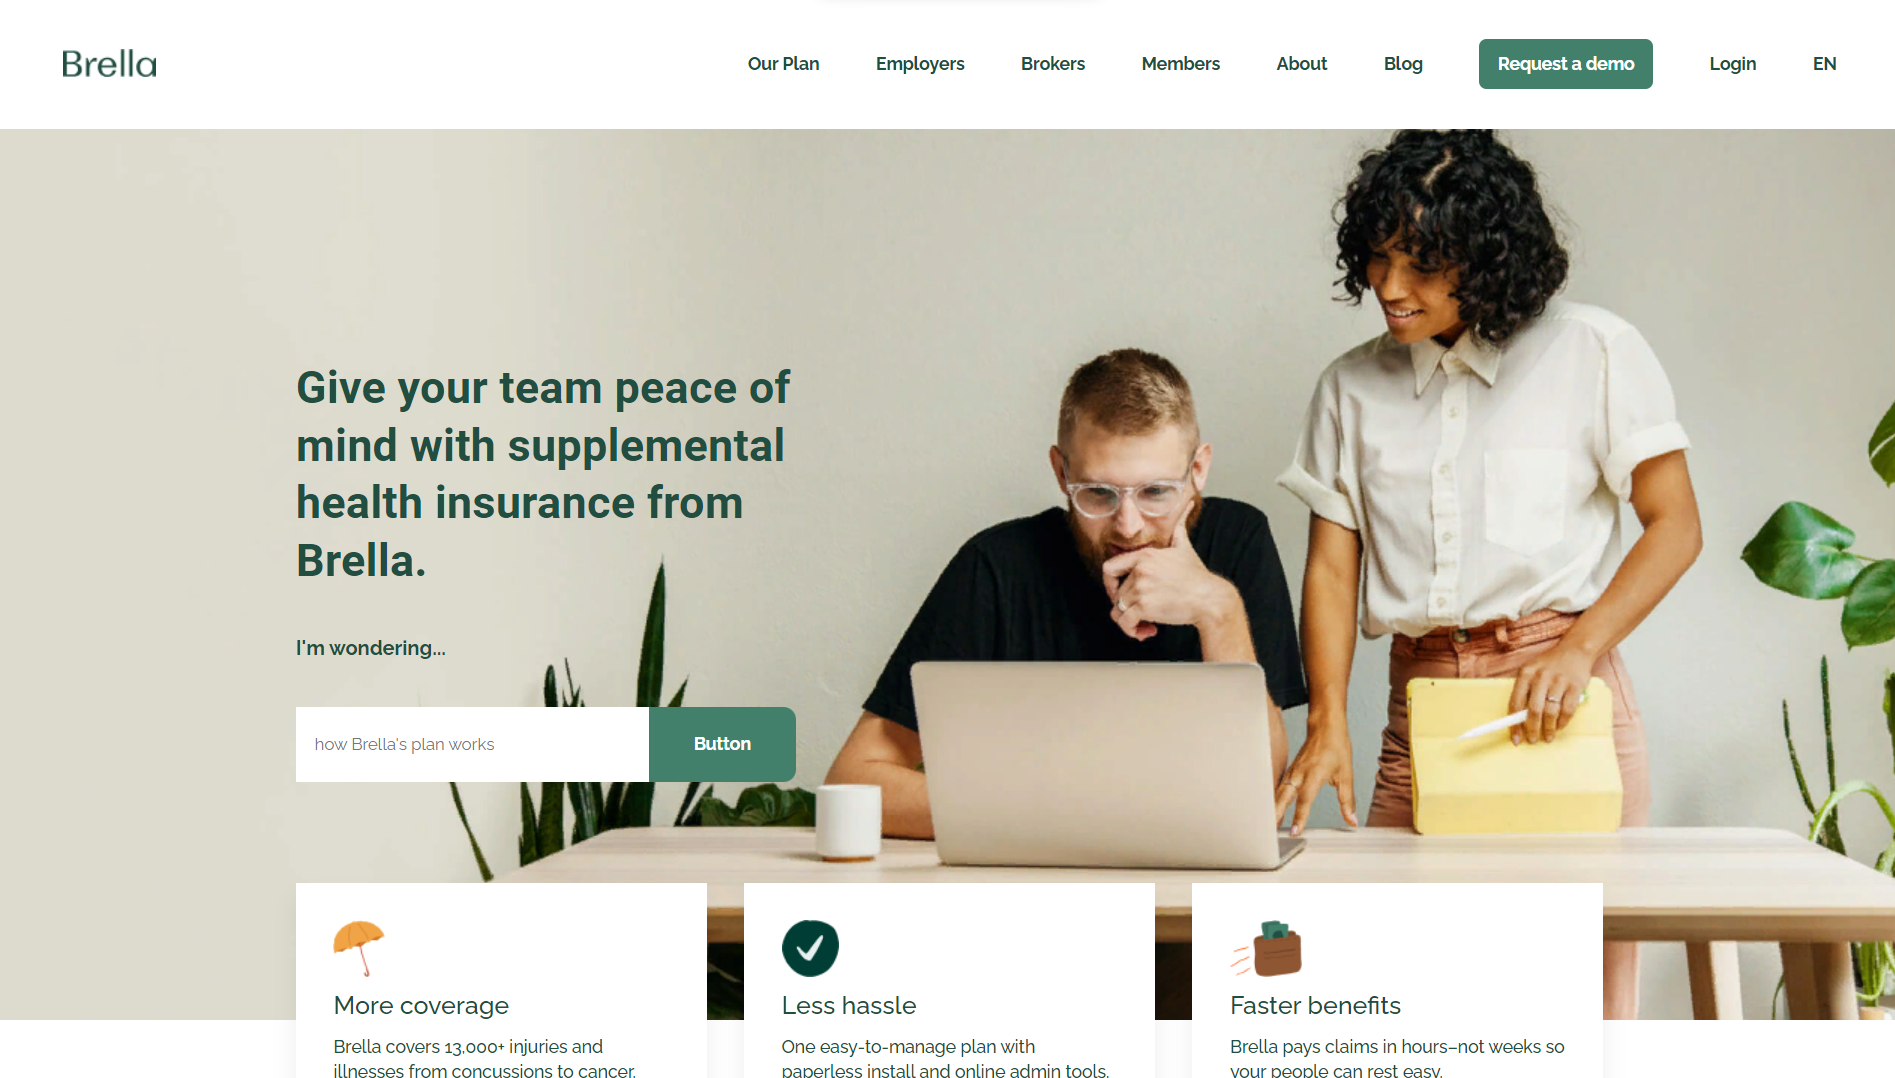 Brella
Our Plan
Employers
Brokers
Members
About
Blog
Request a demo
Login
EN
Give your team peace of
mind with supplemental
health insurance from
Brella.
I'm wondering...
how Brella's plan works
Button
More coverage
Brella covers 13,000+ injuries and
illnesses from concussions to cancer.
Less hassle
One easy-to-manage plan with
paperless install and online admin tools.
Faster benefits
Brella pays claims in hours–not weeks so
your people can rest easy.